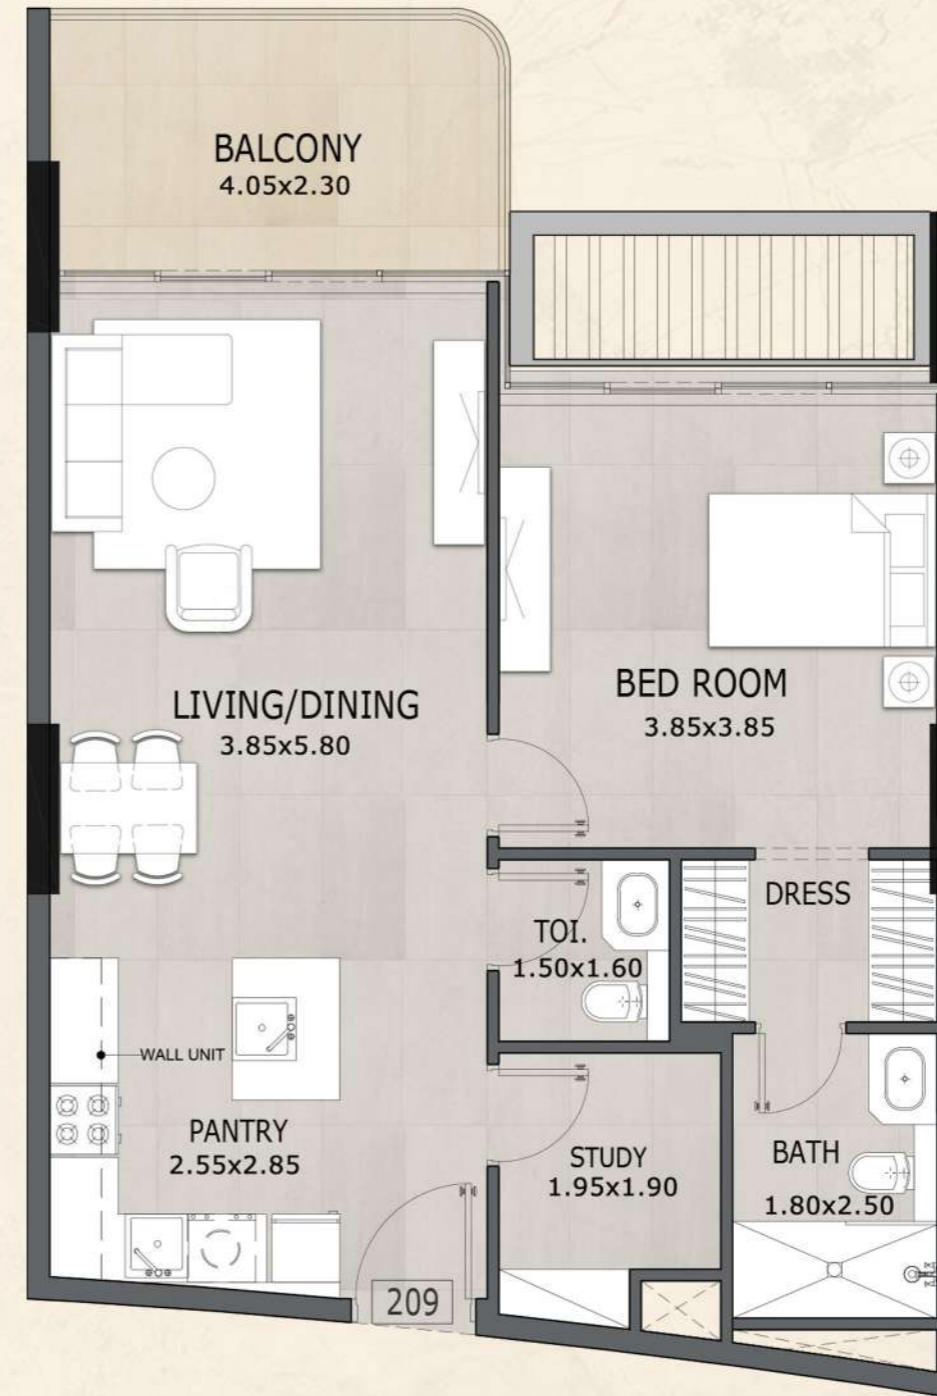 BALCONY
4.05x2.30
LIVING/DINING
3.85x5.80
BED ROOM
3.85x3.85
DRESS
TOI.
1.50x1.60
WALL UNIT
PANTRY
2.55x2.85
STUDY
1.95x1.90
BATH
1.80x2.50
209